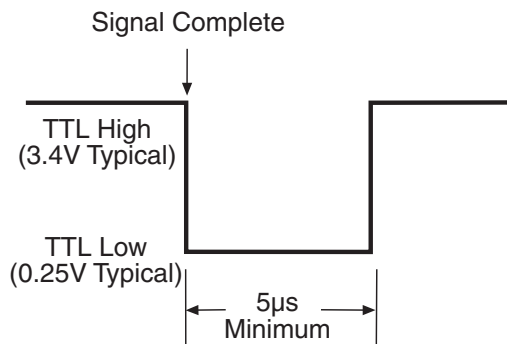 Signal Complete
TTL High
(3.4V Typical)
TTL Low
(0.25V Typical)
5µs
Minimum